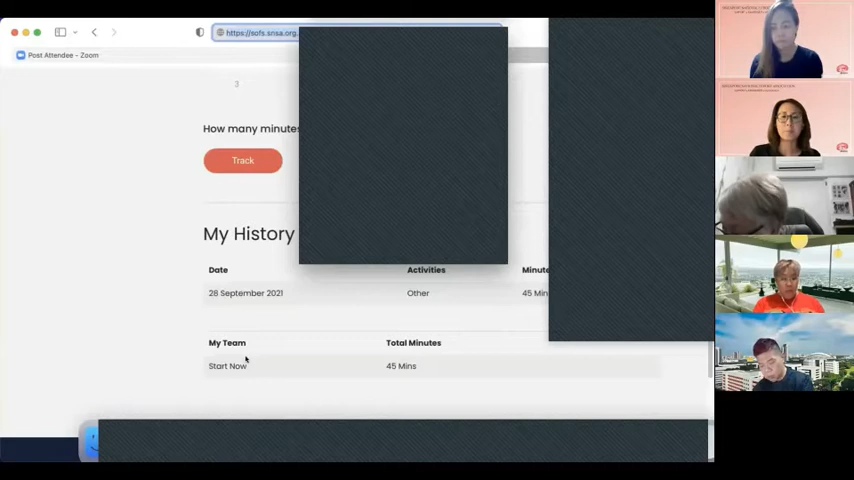 https://sofs.snsa.org.
Post Attendee - Zoom
3
How many minutes
Track
My History
Date Activities Minute
28 September 2021 Other 45 Min
My Team Total Minutes
Start Now 45 Mins